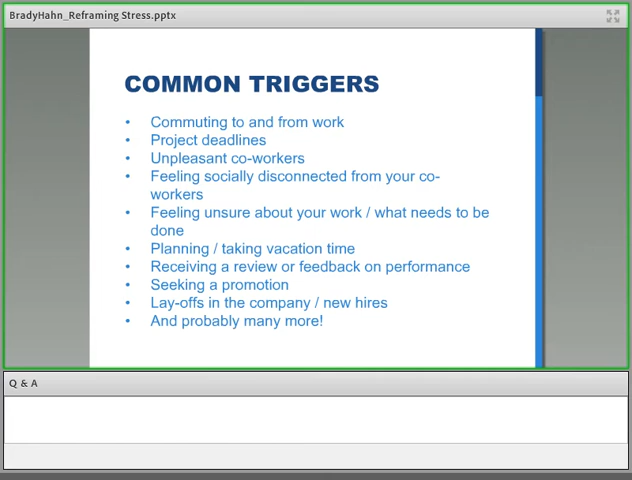 BradyHahn_Reframing Stress.pptx
COMMON TRIGGERS
• Commuting to and from work
• Project deadlines
• Unpleasant co-workers
• Feeling socially disconnected from your co-
workers
• Feeling unsure about your work / what needs to be
done
• Planning / taking vacation time
• Receiving a review or feedback on performance
• Seeking a promotion
• Lay-offs in the company / new hires
• And probably many more!
Q & A